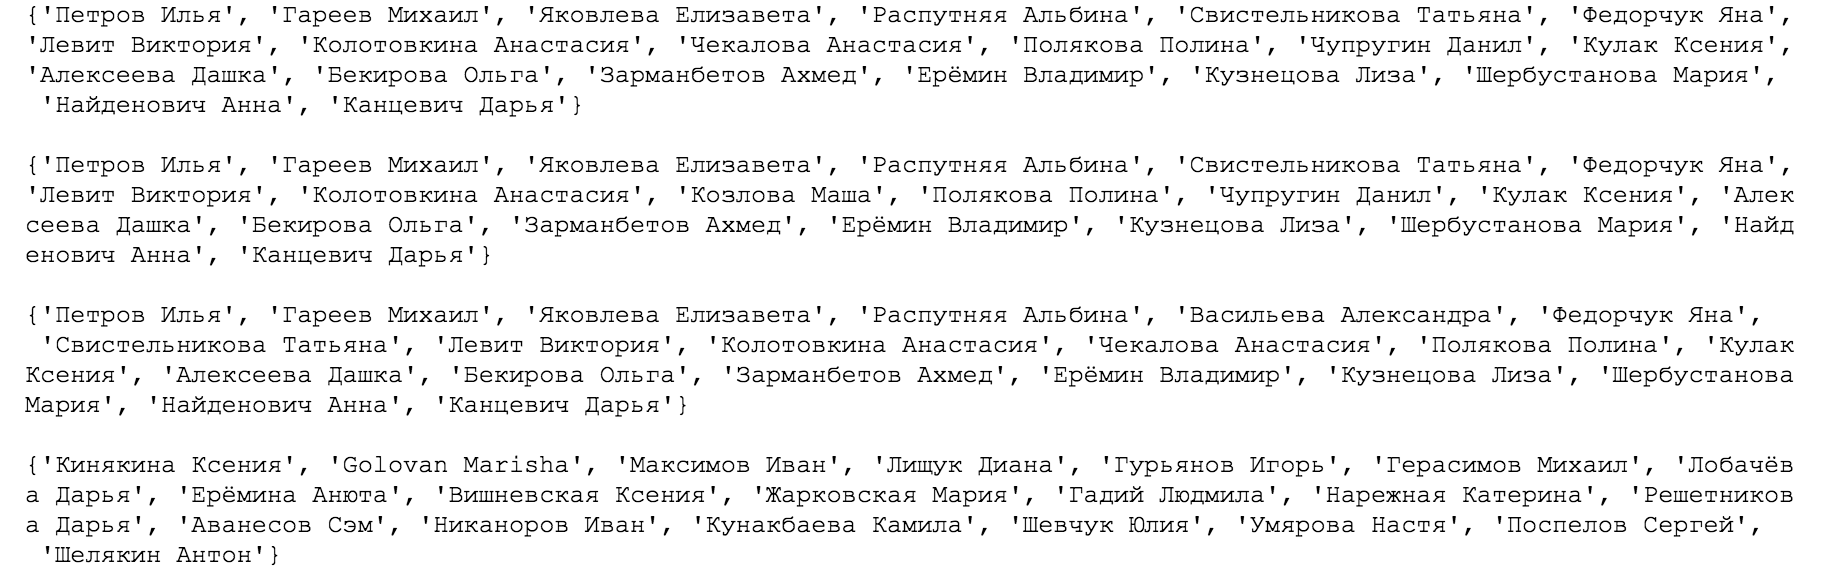 {'Петров Илья', 'Гареев Михаил', 'Яковлева Елизавета', 'Распутняя Альбина', 'Свистельникова Татьяна', 'Федорчук Яна',
'Левит Виктория', 'Колотовкина Анастасия', 'Чекалова Анастасия', 'Полякова Полина', 'Чупругин Данил', 'Кулак Ксения',
'Алексеева Дашка', 'Бекирова Ольга', 'Зарманбетов Ахмед', 'Ерёмин Владимир', 'Кузнецова Лиза', 'Шербустанова Мария',
'Найденович Анна', 'Канцевич Дарья'}
{'Петров Илья', 'Гареев Михаил', 'Яковлева Елизавета', 'Распутняя Альбина', 'Свистельникова Татьяна', 'Федорчук Яна',
'Левит Виктория', 'Колотовкина Анастасия', 'Козлова Маша', 'Полякова Полина', 'Чупругин Данил', 'Кулак Ксения', 'Алек
сеева Дашка', 'Бекирова Ольга', 'Зарманбетов Ахмед', 'Ерёмин Владимир', 'Кузнецова Лиза', 'Шербустанова Мария', 'Найд
енович Анна', 'Канцевич Дарья'}
{'Петров Илья', 'Гареев Михаил', 'Яковлева Елизавета', 'Распутняя Альбина', 'Васильева Александра', 'Федорчук Яна',
'Свистельникова Татьяна', 'Левит Виктория', 'Колотовкина Анастасия', 'Чекалова Анастасия', 'Полякова Полина', 'Кулак
Ксения', 'Алексеева Дашка', 'Бекирова Ольга', 'Зарманбетов Ахмед', 'Ерёмин Владимир', 'Кузнецова Лиза', 'Шербустанова
Мария', 'Найденович Анна', 'Канцевич Дарья'}
{'Кинякина Ксения', 'Golovan Marisha', 'Максимов Иван', 'Лищук Диана', 'Гурьянов Игорь', 'Герасимов Михаил', 'Лобачёв
а Дарья', 'Ерёмина Анюта', 'Вишневская Ксения', 'Жарковская Мария', 'Гадий Людмила', 'Нарежная Катерина', 'Решетников
а Дарья', 'Аванесов Сэм', 'Никаноров Иван', 'Кунакбаева Камила', 'Шевчук Юлия', 'Умярова Настя', 'Поспелов Сергей',
'Шелякин Антон'}